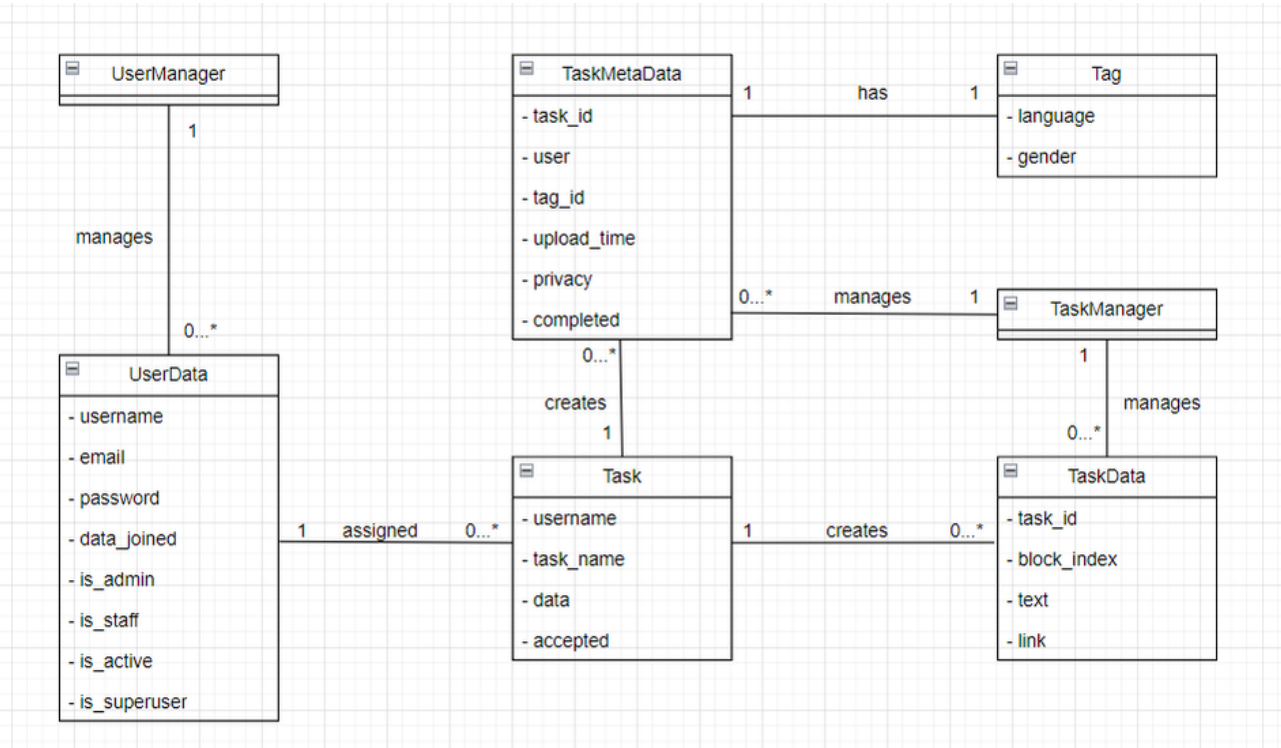 UserManager
1
manages
0...*
UserData
- username
- email
- password
- data_joined
- is_admin
- is_staff
- is_active
- is_superuser
1 assigned 0...*
TaskMetaData
- task_id
- user
- tag_id
- upload_time
- privacy
- completed
1 has 1
Tag
- language
- gender
0...* manages 1
TaskManager
0...*
creates
1
Task
- username
- task_name
- data
- accepted
1 creates 0...*
1
manages
0...*
TaskData
- task_id
- block_index
- text
- link